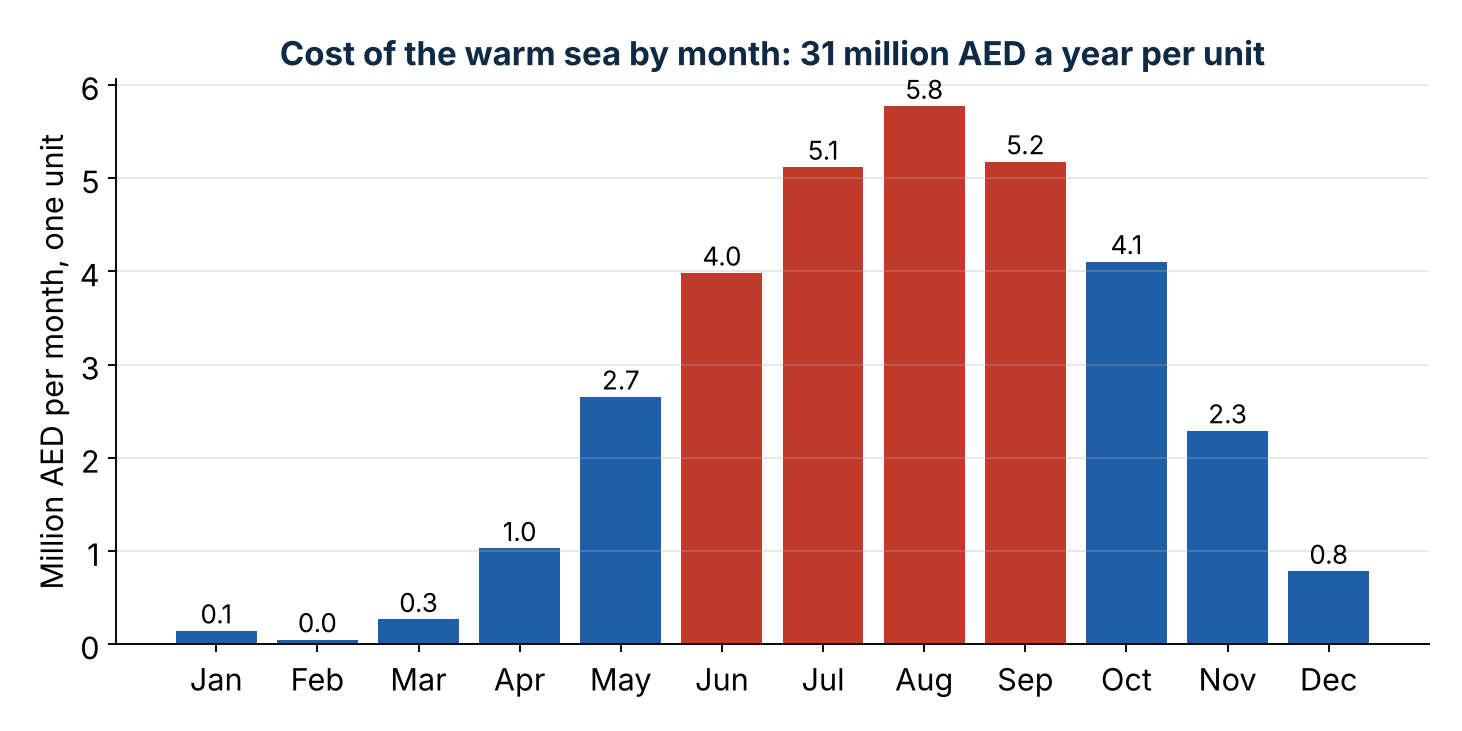 Cost of the warm sea by month: 31 million AED a year per unit
Million AED per month, one unit
6
5
4
3
2
1
0
0.1
0.0
0.3
1.0
2.7
4.0
5.1
5.8
5.2
4.1
2.3
0.8
Jan
Feb
Mar
Apr
May
Jun
Jul
Aug
Sep
Oct
Nov
Dec